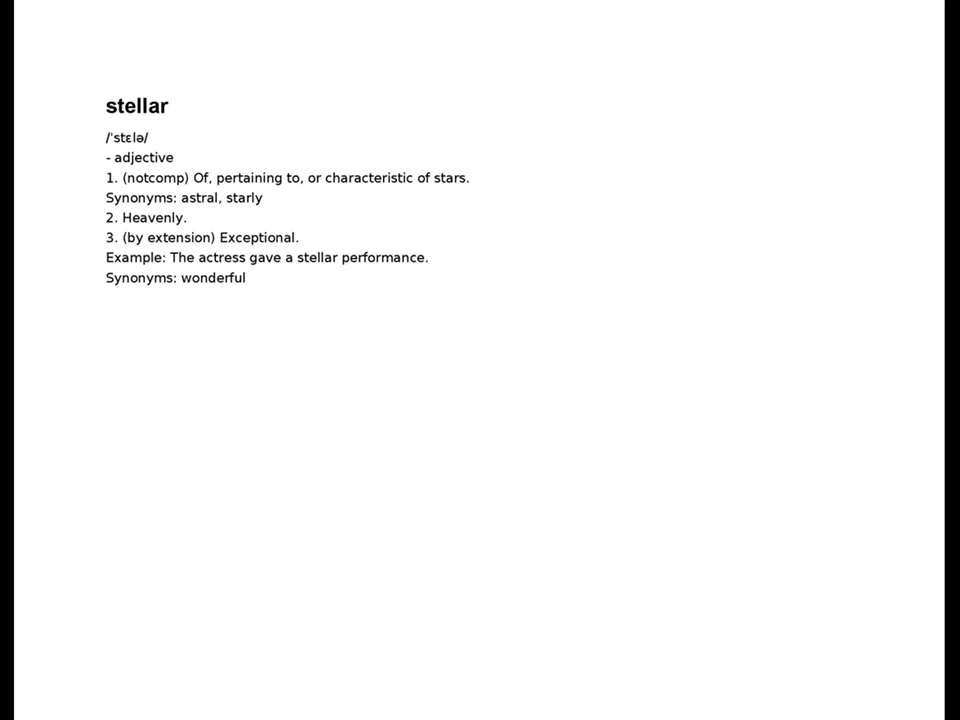 stellar
/ˈstɛlə/
- adjective
1. (notcomp) Of, pertaining to, or characteristic of stars.
Synonyms: astral, starly
2. Heavenly.
3. (by extension) Exceptional.
Example: The actress gave a stellar performance.
Synonyms: wonderful